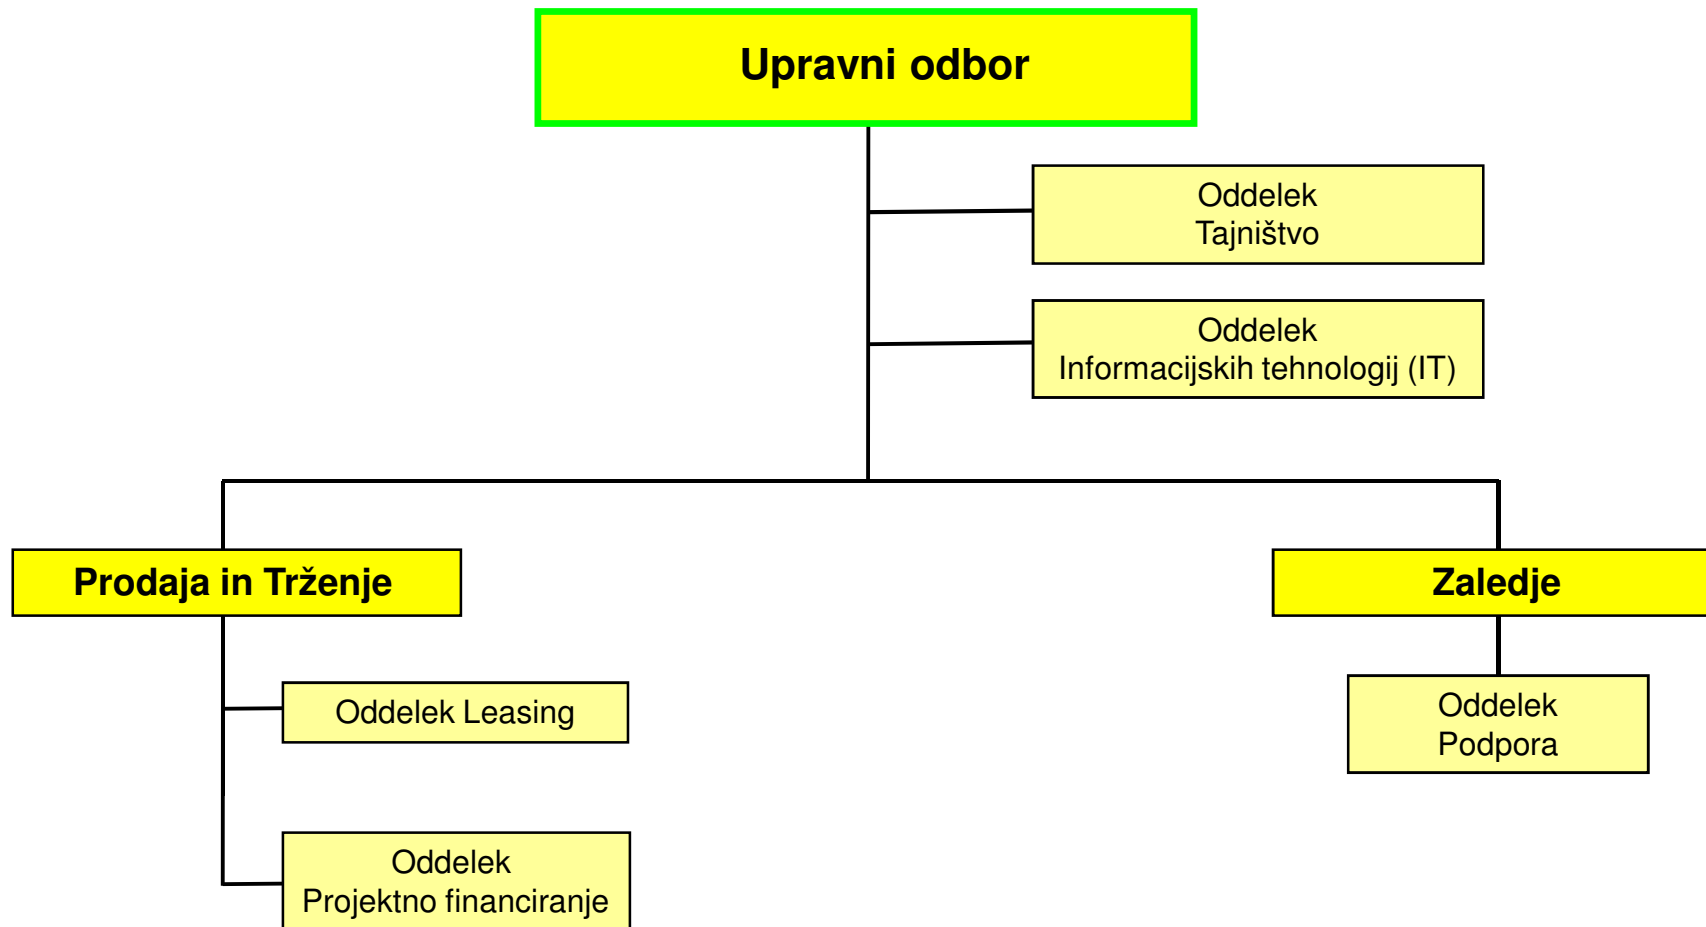 Upravni odbor
Oddelek
Tajništvo
Oddelek
Informacijskih tehnologij (IT)
Prodaja in Trženje
Zaledje
Oddelek Leasing
Oddelek
Podpora
Oddelek
Projektno financiranje